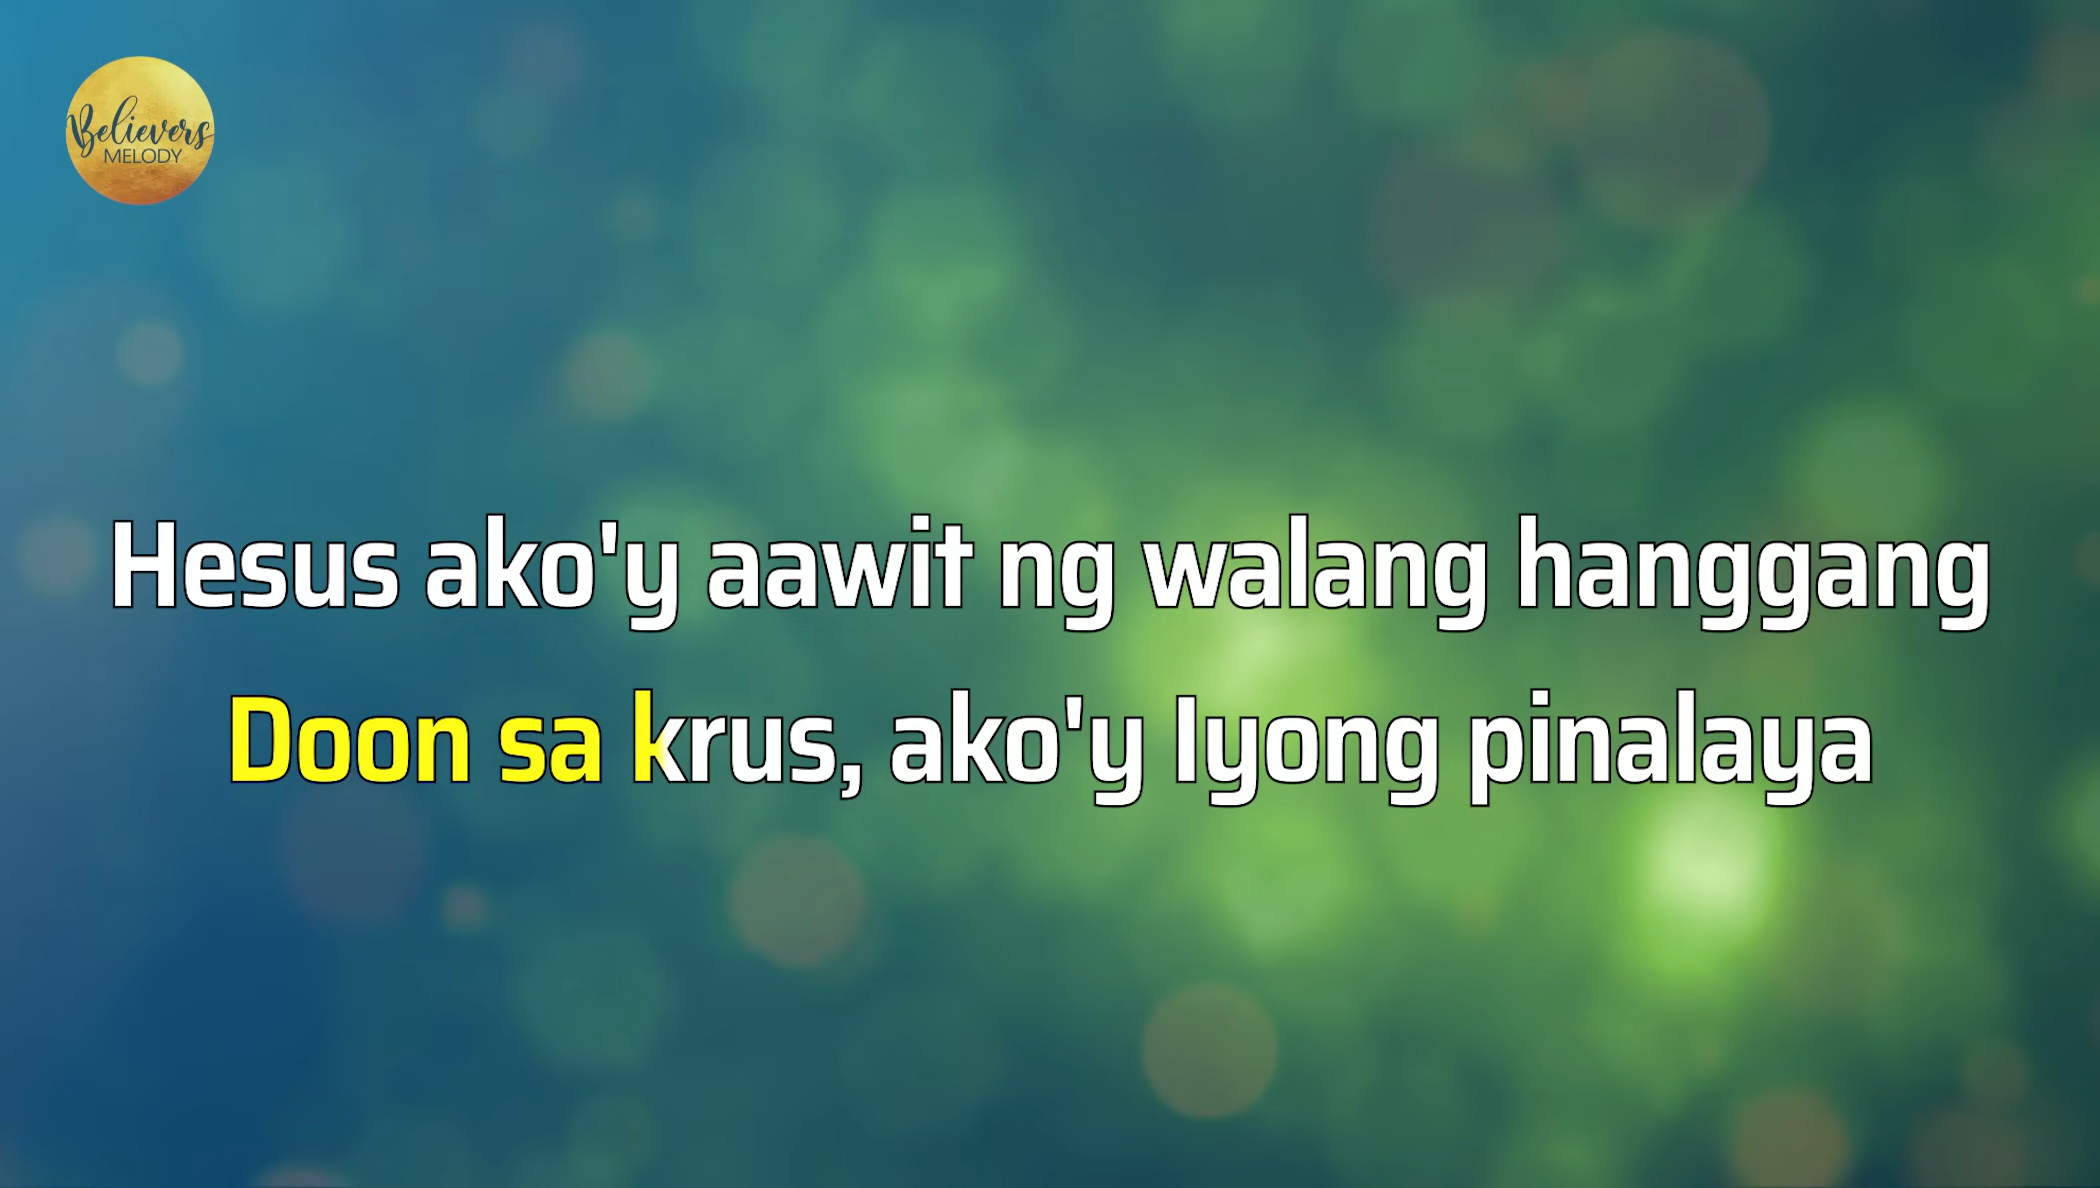 Believers
MELODY
Hesus ako'y aawit ng walang hanggang
Doon sa krus, ako'y Iyong pinalaya